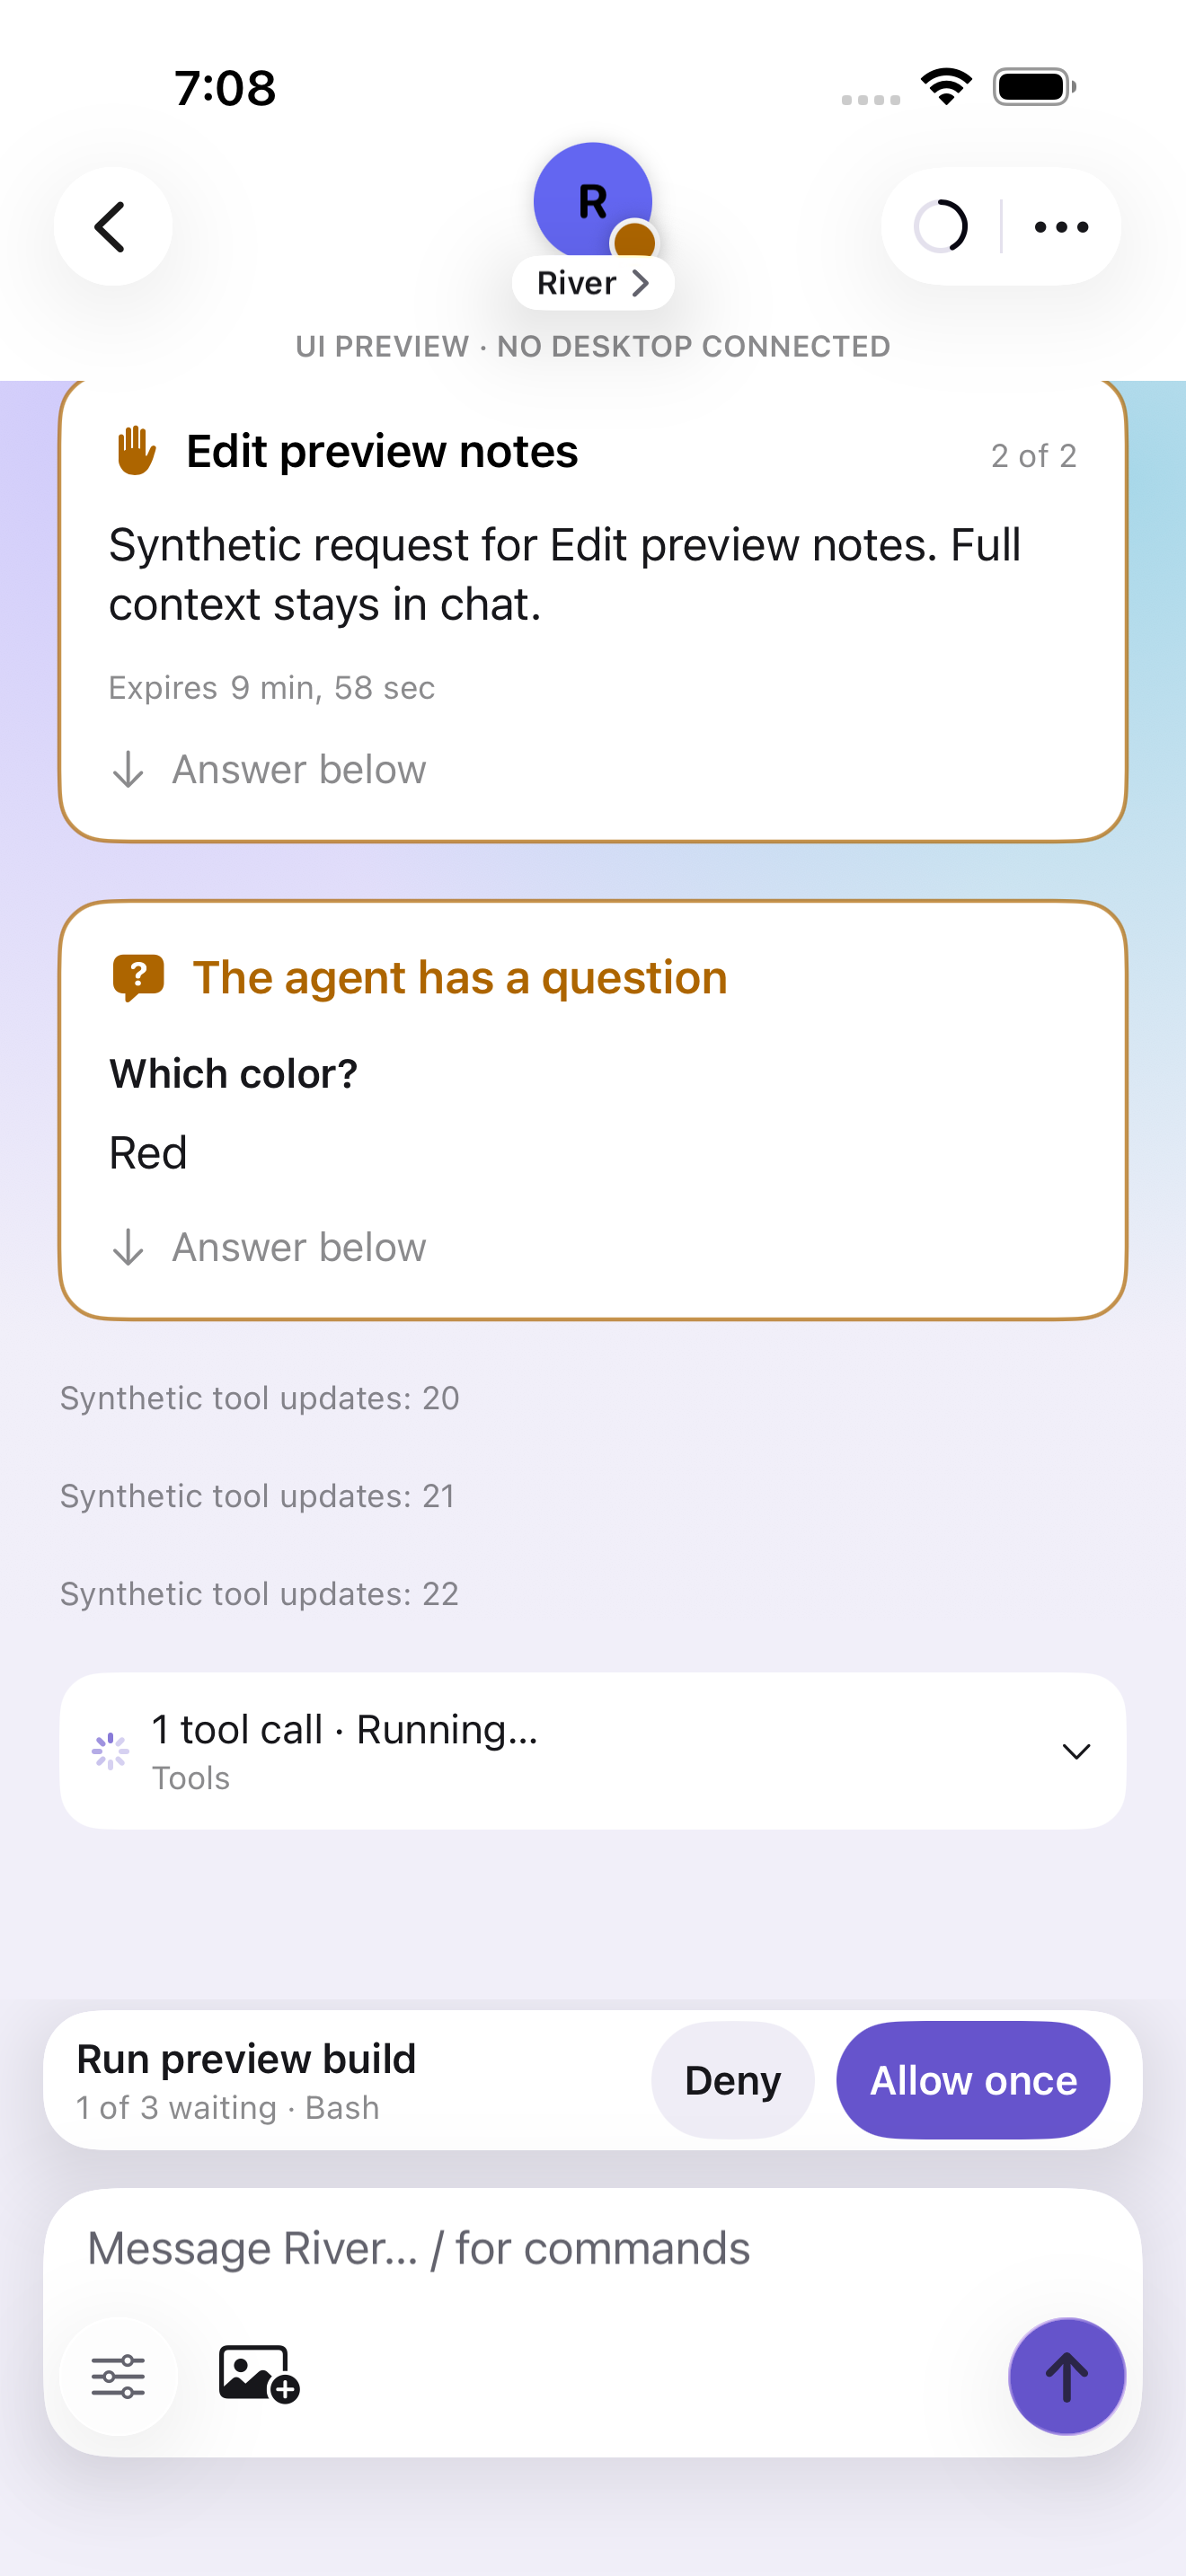 7:08
R
River
UI PREVIEW · NO DESKTOP CONNECTED
Edit preview notes
2 of 2
Synthetic request for Edit preview notes. Full
context stays in chat.
Expires 9 min, 58 sec
Answer below
The agent has a question
Which color?
Red
Answer below
Synthetic tool updates: 20
Synthetic tool updates: 21
Synthetic tool updates: 22
1 tool call · Running...
Tools
Run preview build
1 of 3 waiting · Bash
Deny
Allow once
Message River... / for commands